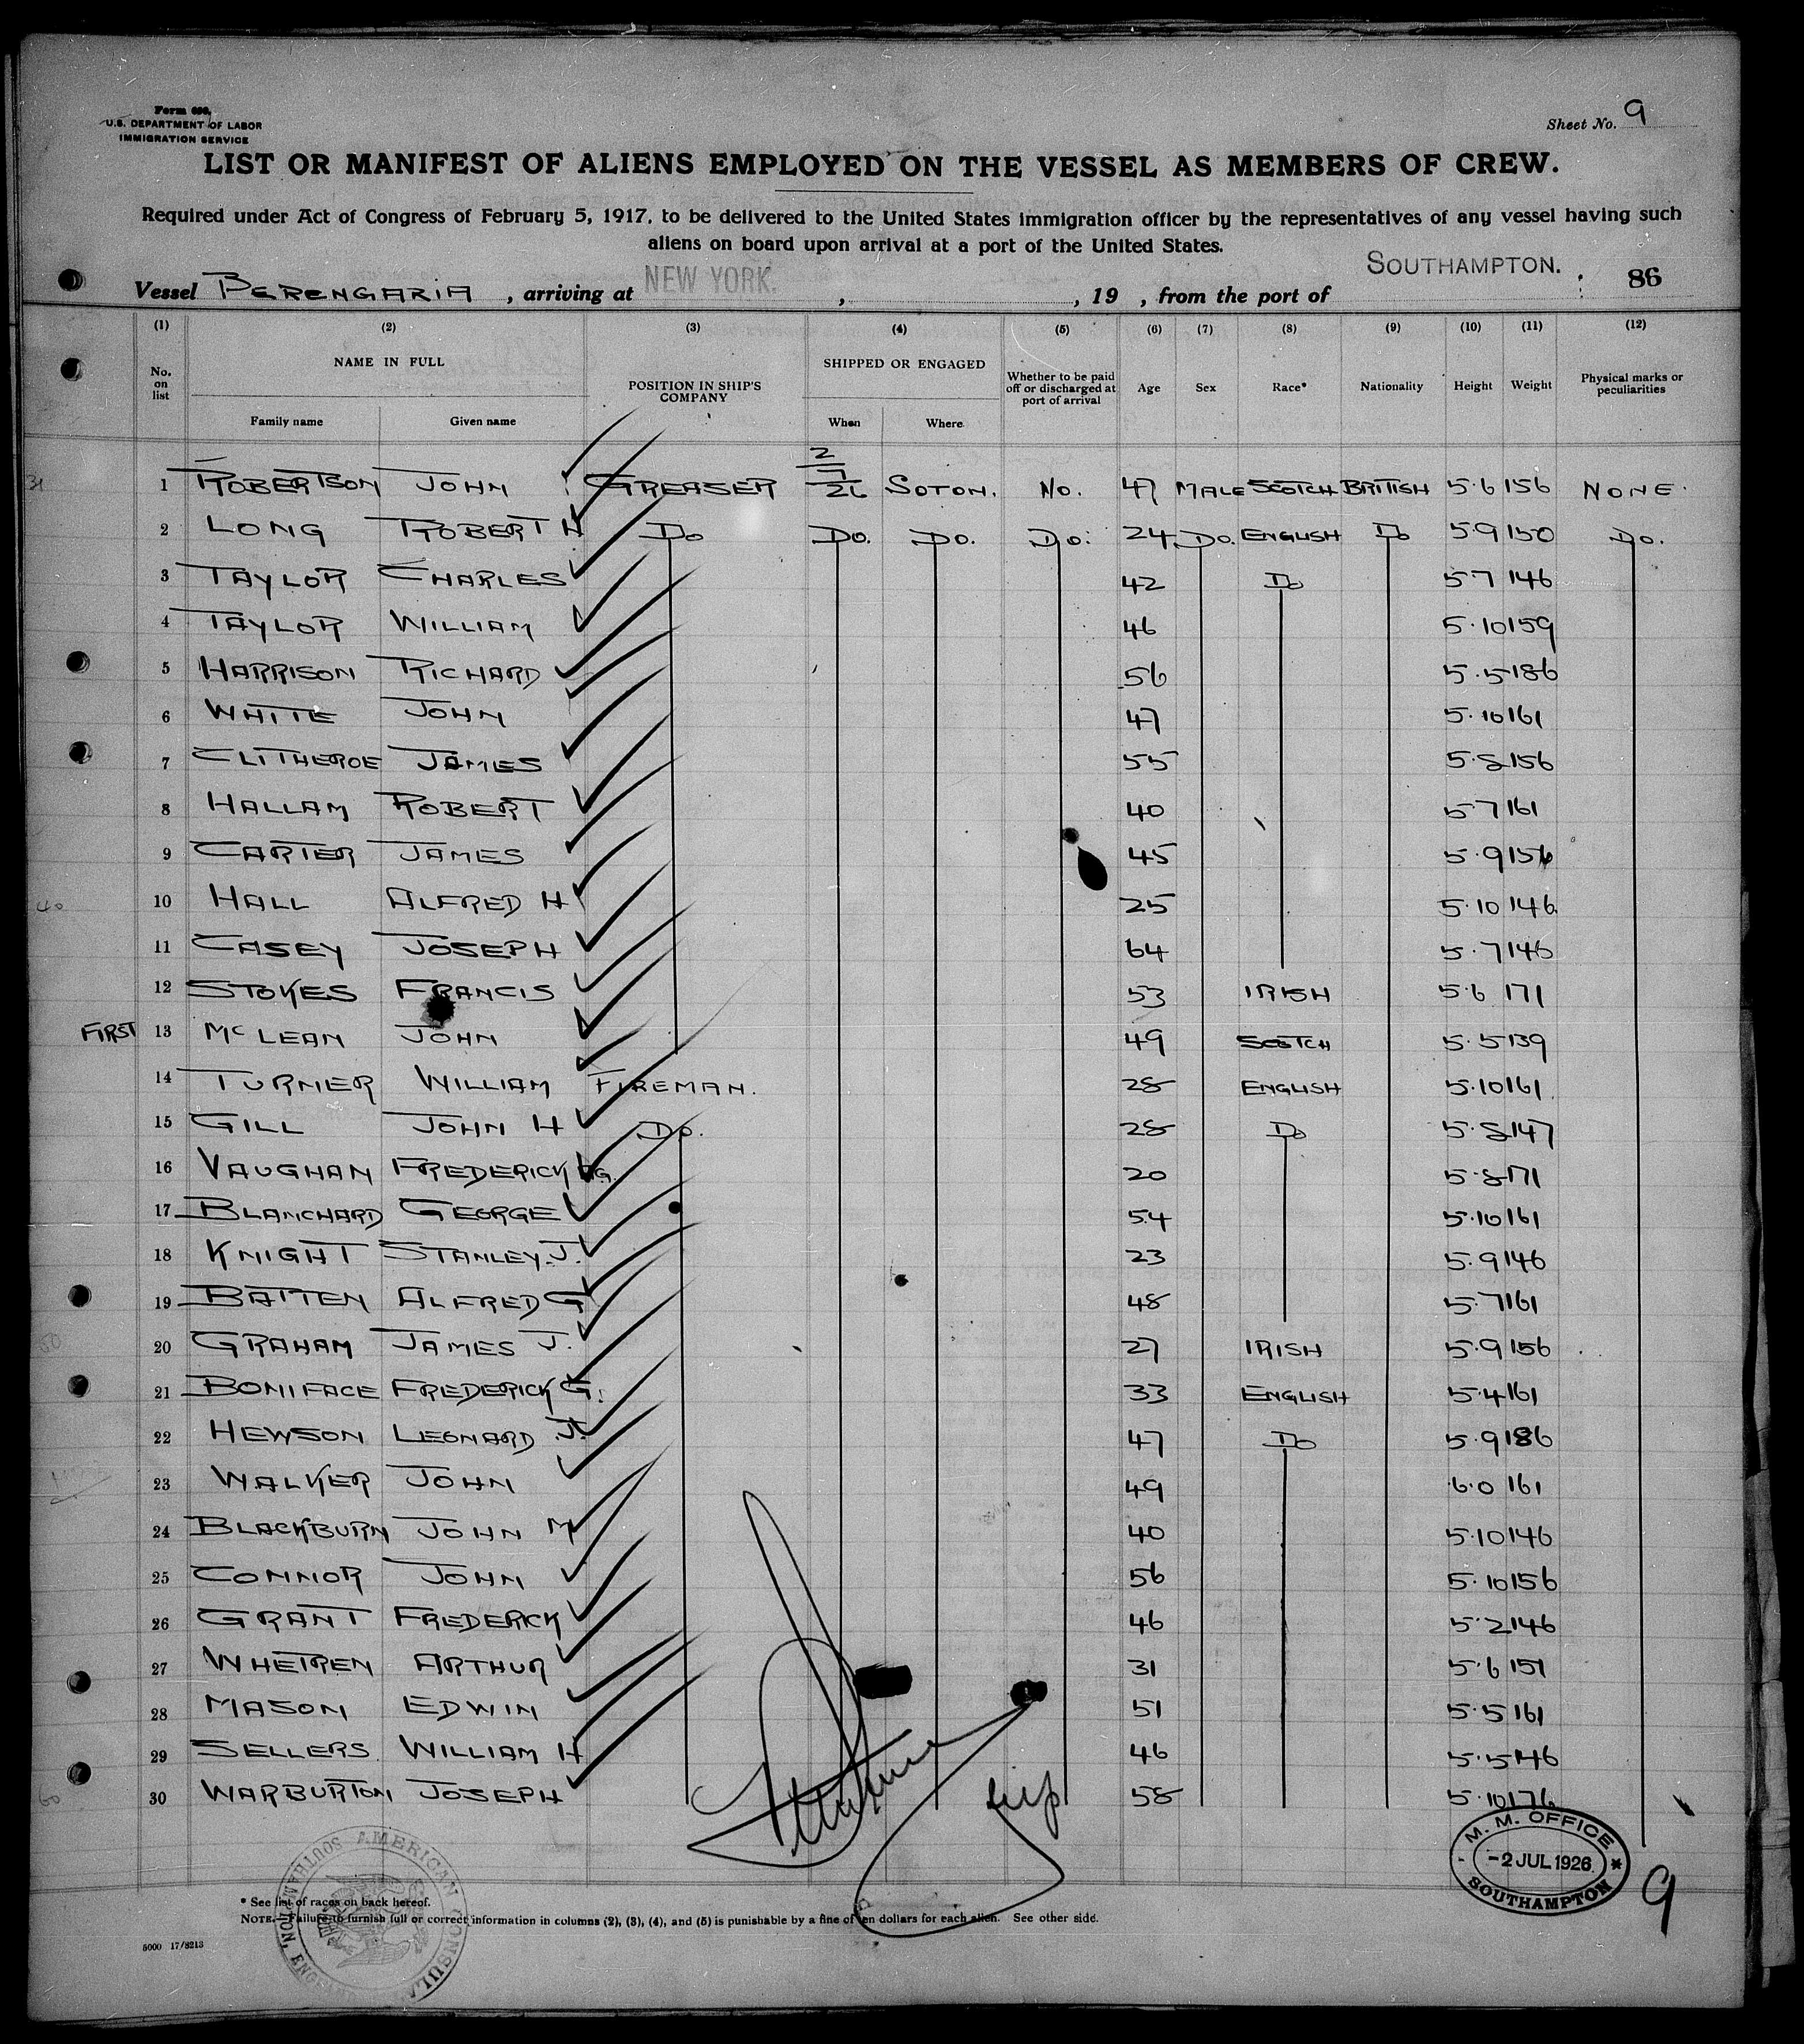 Form 680,
U.S. DEPARTMENT OF LABOR
IMMIGRATION SERVICE
Sheet No. 9
LIST OR MANIFEST OF ALIENS EMPLOYED ON THE VESSEL AS MEMBERS OF CREW.
Required under Act of Congress of February 5, 1917, to be delivered to the United States immigration officer by the representatives of any vessel having such
aliens on board upon arrival at a port of the United States.
Vessel BERENGARIA , arriving at NEW YORK. , , 19 , from the port of SOUTHAMPTON. 86
(1) (2) (3) (4) (5) (6) (7) (8) (9) (10) (11) (12)
No. on list NAME IN FULL Family name Given name POSITION IN SHIP'S COMPANY SHIPPED OR ENGAGED When Where Whether to be paid off or discharged at port of arrival Age Sex Race* Nationality Height Weight Physical marks or peculiarities
31 1 ROBERTSON JOHN GREASER 2/7/26 SOTON. NO. 47 MALE SCOTCH BRITISH 5.6 156 NONE.
2 LONG ROBERT H DO DO. DO. DO. 24 DO. ENGLISH DO 5.9 150 DO.
3 TAYLOR CHARLES 42 DO 5.7 146
4 TAYLOR WILLIAM 46 5.10 159
5 HARRISON RICHARD 56 5.5 186
6 WHITE JOHN 47 5.10 161
7 CLITHEROE JAMES 55 5.8 156
8 HALLAM ROBERT 40 5 7 161
9 CARTER JAMES 45 5.9 156
40 10 HALL ALFRED H 25 5.10 146
11 CASEY JOSEPH 64 5.7 146
12 STOKES FRANCIS 53 IRISH 5.6 171
FIRST 13 Mc LEAN JOHN 49 SCOTCH 5.5 139
14 TURNER WILLIAM FIREMAN. 28 ENGLISH 5.10 161
15 GILL JOHN H DO. 28 DO 5.8 147
16 VAUGHAN FREDERICK G. 20 5.8 171
17 BLANCHARD GEORGE 54 5.10 161
18 KNIGHT STANLEY. J. 23 5.9 146
19 BATTEN ALFRED G 48 5.7 161
50 20 GRAHAM JAMES J. 27 IRISH 5.9 156
21 BONIFACE FREDERICK G. 33 ENGLISH 5.4 161
22 HEWSON LEONARD J. 47 DO 5.9 186
23 WALKER JOHN 49 6.0 161
24 BLACKBURN JOHN M 40 5.10 146
25 CONNOR JOHN 56 5.10 156
26 GRANT FREDERICK 46 5.2 146
27 WHETREN ARTHUR 31 5.6 151
28 MASON EDWIN 51 5.5 161
29 SELLERS. WILLIAM H 46 5.5 146
60 30 WARBURTON JOSEPH 58 5.10 176
M. M. OFFICE
-2 JUL 1926
SOUTHAMPTON
9
AMERICAN CONSULATE SOUTHAMPTON, ENGLAND
* See list of races on back hereof.
NOTE.—Failure to furnish full or correct information in columns (2), (3), (4), and (5) is punishable by a fine of ten dollars for each alien. See other side.
5000 17/8213